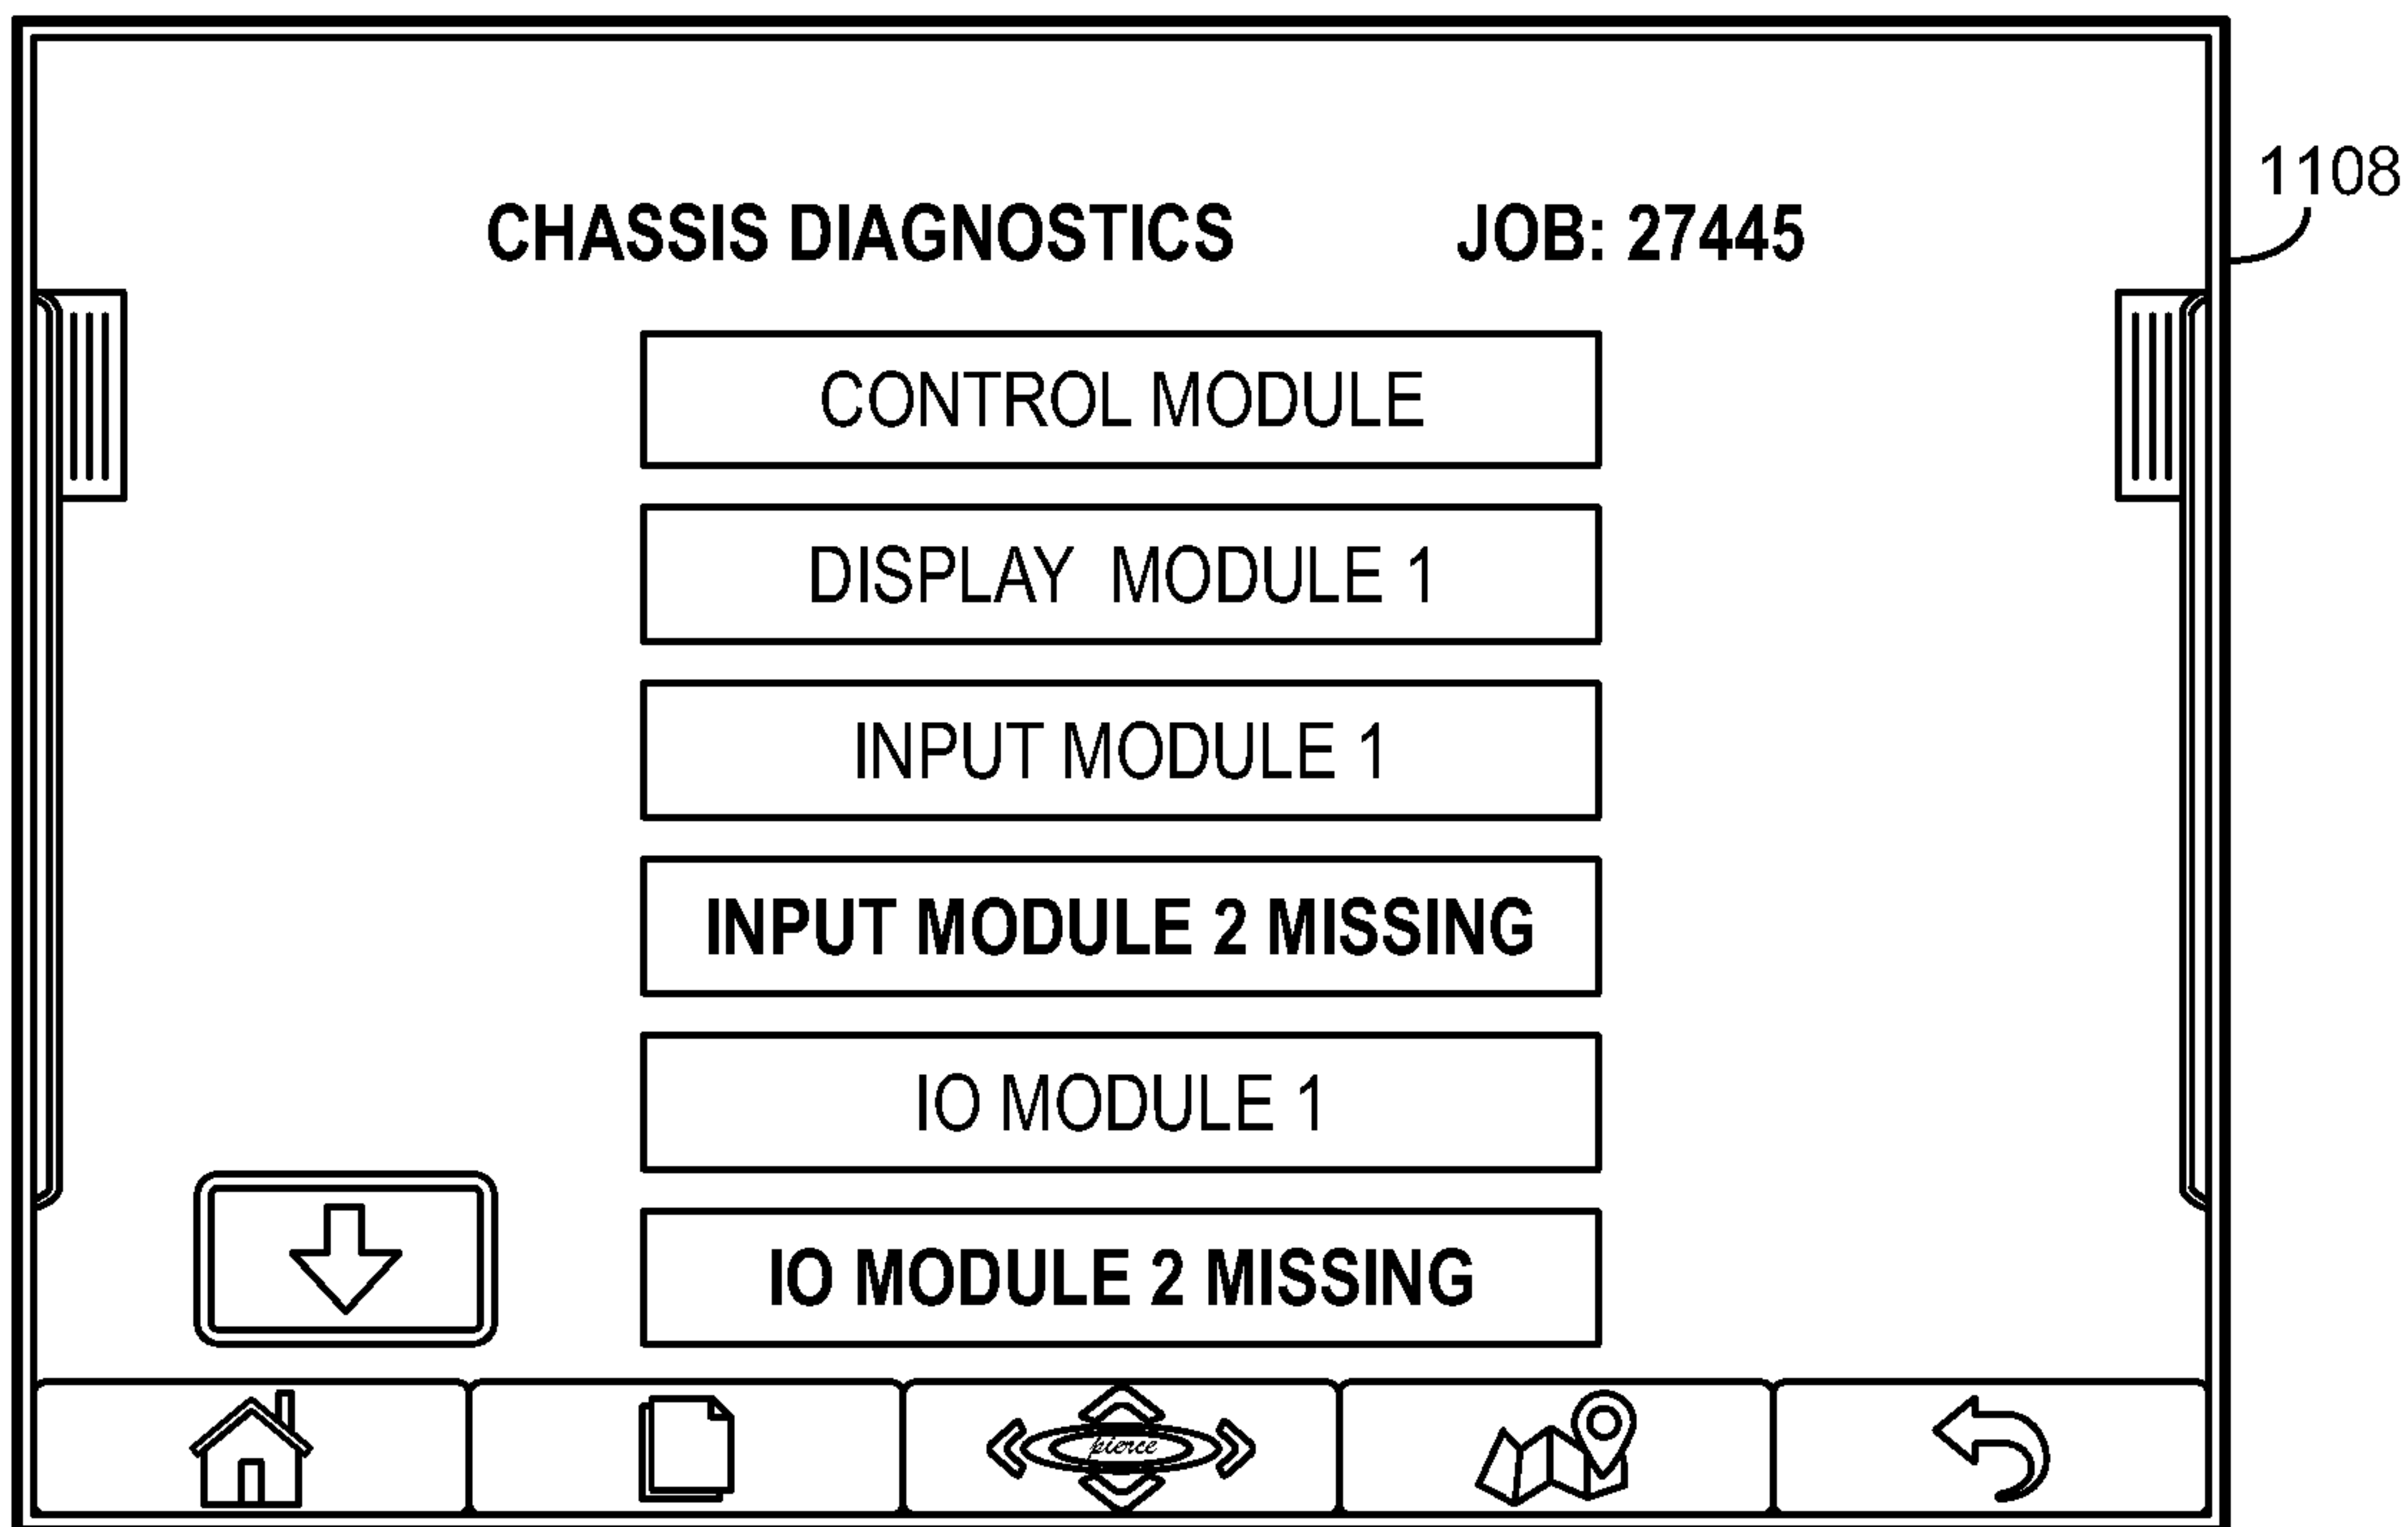 1108
CHASSIS DIAGNOSTICS JOB: 27445
CONTROL MODULE
DISPLAY MODULE 1
INPUT MODULE 1
INPUT MODULE 2 MISSING
IO MODULE 1
IO MODULE 2 MISSING
pierce